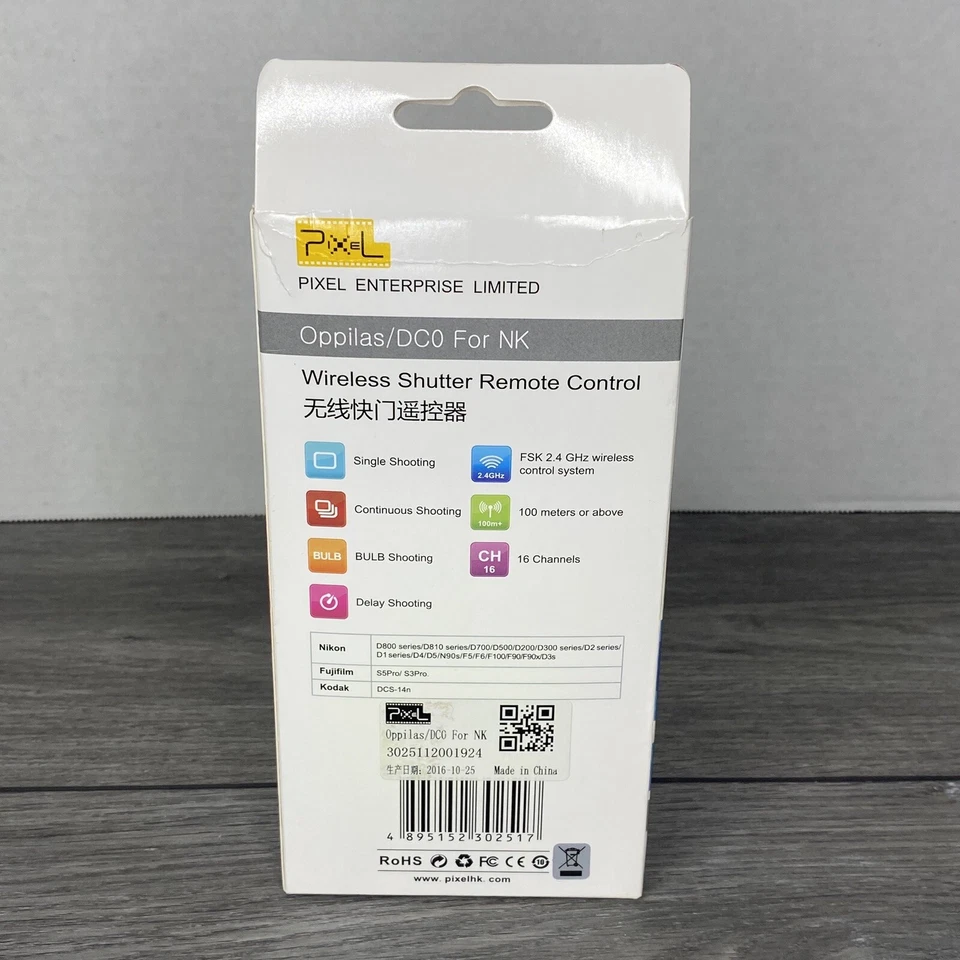 PIXEL
PIXEL ENTERPRISE LIMITED
Oppilas/DC0 For NK
Wireless Shutter Remote Control
无线快门遥控器
Single Shooting
2.4GHz
FSK 2.4 GHz wireless
control system
Continuous Shooting
100m+
100 meters or above
BULB
BULB Shooting
CH
16
16 Channels
Delay Shooting
Nikon
D800 series/D810 series/D700/D500/D200/D300 series/D2 series/
D1 series/D4/D5/N90s/F5/F6/F100/F90/F90x/D3s
Fujifilm
S5Pro/ S3Pro.
Kodak
DCS-14n
PIXEL
Oppilas/DC0 For NK
3025112001924
生产日期: 2016-10-25 Made in China
4 895152 302517
RoHS FC CE 10
www.pixelhk.com